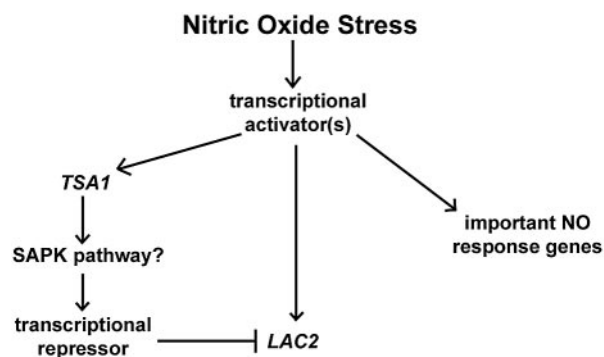 Nitric Oxide Stress
transcriptional
activator(s)
TSA1
important NO
response genes
SAPK pathway?
transcriptional
repressor
LAC2